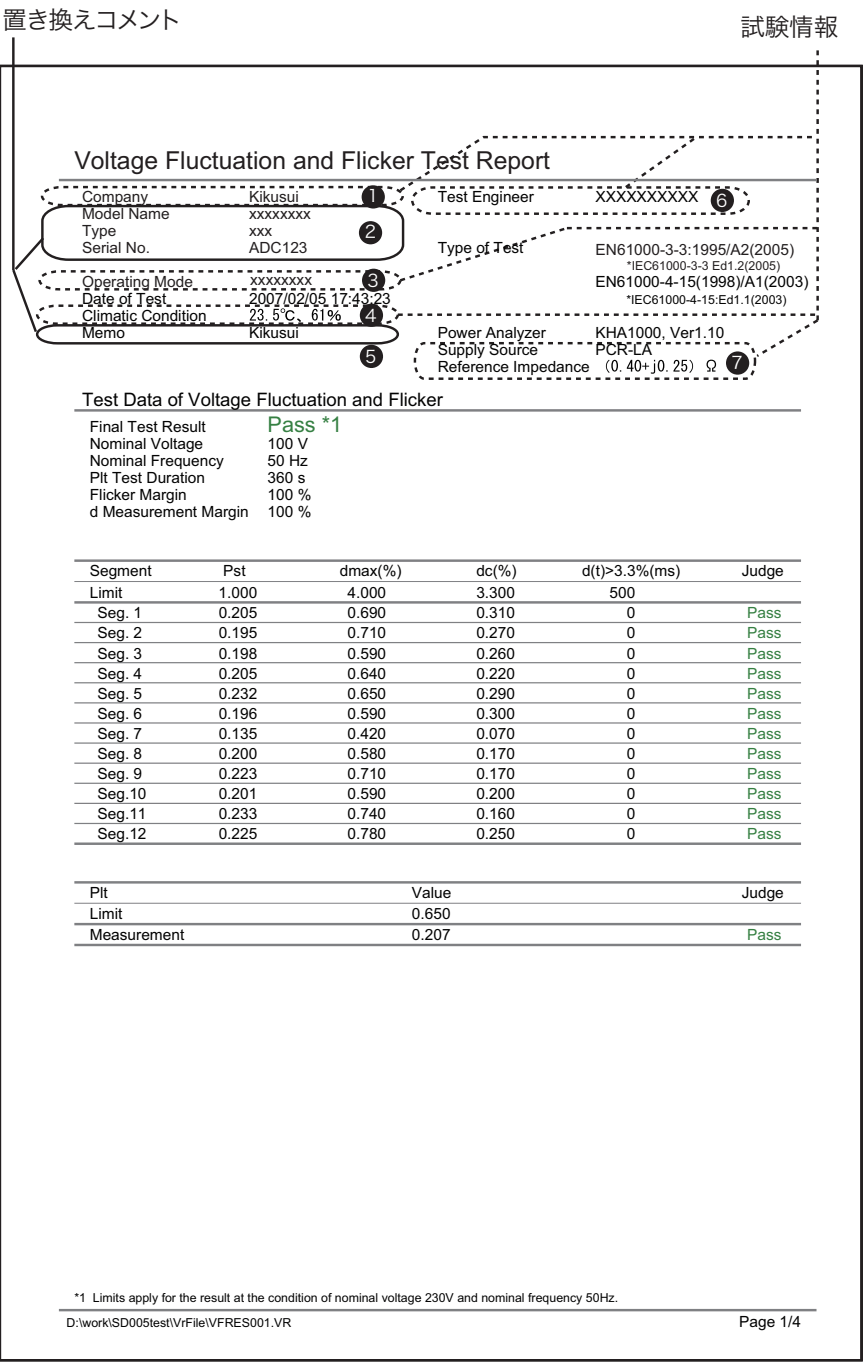 置き換えコメント
試験情報
Voltage Fluctuation and Flicker Test Report
Company Kikusui ❶
Model Name xxxxxxxx
Type xxx ❷
Serial No. ADC123
Operating Mode xxxxxxxx ❸
Date of Test 2007/02/05 17:43:23
Climatic Condition 23.5℃、61% ❹
Memo Kikusui
❺
Test Engineer XXXXXXXXXX ❻
Type of Test EN61000-3-3:1995/A2(2005)
*IEC61000-3-3 Ed1.2(2005)
EN61000-4-15(1998)/A1(2003)
*IEC61000-4-15:Ed1.1(2003)
Power Analyzer KHA1000, Ver1.10
Supply Source PCR-LA
Reference Impedance (0.40+j0.25) Ω ❼
Test Data of Voltage Fluctuation and Flicker
Final Test Result Pass *1
Nominal Voltage 100 V
Nominal Frequency 50 Hz
Plt Test Duration 360 s
Flicker Margin 100 %
d Measurement Margin 100 %
Segment Pst dmax(%) dc(%) d(t)>3.3%(ms) Judge
Limit 1.000 4.000 3.300 500
Seg. 1 0.205 0.690 0.310 0 Pass
Seg. 2 0.195 0.710 0.270 0 Pass
Seg. 3 0.198 0.590 0.260 0 Pass
Seg. 4 0.205 0.640 0.220 0 Pass
Seg. 5 0.232 0.650 0.290 0 Pass
Seg. 6 0.196 0.590 0.300 0 Pass
Seg. 7 0.135 0.420 0.070 0 Pass
Seg. 8 0.200 0.580 0.170 0 Pass
Seg. 9 0.223 0.710 0.170 0 Pass
Seg.10 0.201 0.590 0.200 0 Pass
Seg.11 0.233 0.740 0.160 0 Pass
Seg.12 0.225 0.780 0.250 0 Pass
Plt Value Judge
Limit 0.650
Measurement 0.207 Pass
*1 Limits apply for the result at the condition of nominal voltage 230V and nominal frequency 50Hz.
D:\work\SD005test\VrFile\VFRES001.VR Page 1/4